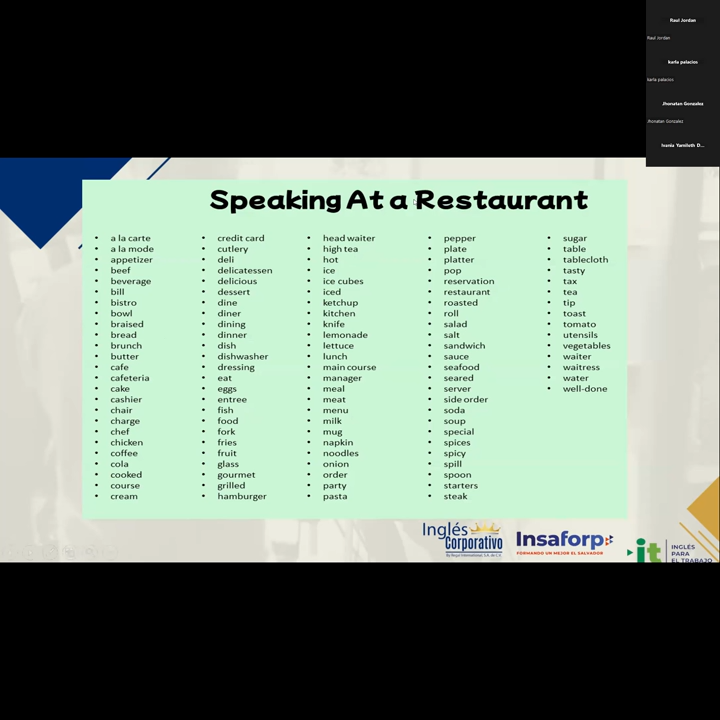 Raul Jordan
Raul Jordan
karla palacios
karla palacios
Jhonatan Gonzalez
Jhonatan Gonzalez
Ivania Yamileth D...
Speaking At a Restaurant
• a la carte
• a la mode
• appetizer
• beef
• beverage
• bill
• bistro
• bowl
• braised
• bread
• brunch
• butter
• cafe
• cafeteria
• cake
• cashier
• chair
• charge
• chef
• chicken
• coffee
• cola
• cooked
• course
• cream
• credit card
• cutlery
• deli
• delicatessen
• delicious
• dessert
• dine
• diner
• dining
• dinner
• dish
• dishwasher
• dressing
• eat
• eggs
• entree
• fish
• food
• fork
• fries
• fruit
• glass
• gourmet
• grilled
• hamburger
• head waiter
• high tea
• hot
• ice
• ice cubes
• iced
• ketchup
• kitchen
• knife
• lemonade
• lettuce
• lunch
• main course
• manager
• meal
• meat
• menu
• milk
• mug
• napkin
• noodles
• onion
• order
• party
• pasta
• pepper
• plate
• platter
• pop
• reservation
• restaurant
• roasted
• roll
• salad
• salt
• sandwich
• sauce
• seafood
• seared
• server
• side order
• soda
• soup
• special
• spices
• spicy
• spill
• spoon
• starters
• steak
• sugar
• table
• tablecloth
• tasty
• tax
• tea
• tip
• toast
• tomato
• utensils
• vegetables
• waiter
• waitress
• water
• well-done
Inglés
Corporativo
Insaforp
FORMANDO UN MEJOR EL SALVADOR
it
INGLÉS
PARA
EL TRABAJO